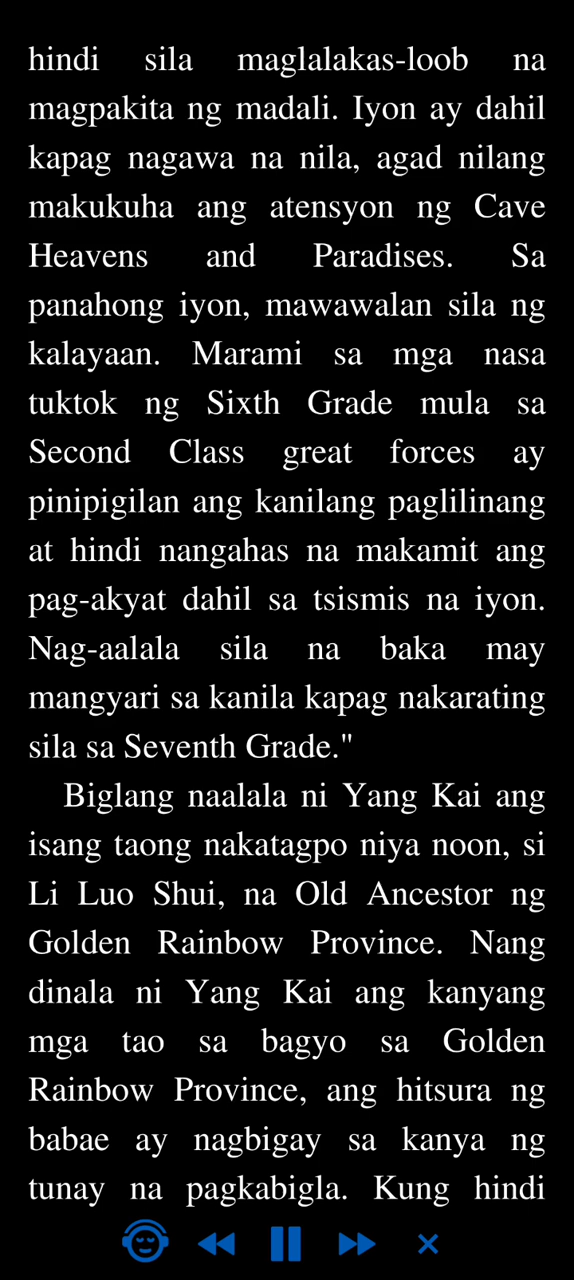 hindi sila maglalakas-loob na
magpakita ng madali. Iyon ay dahil
kapag nagawa na nila, agad nilang
makukuha ang atensyon ng Cave
Heavens and Paradises. Sa
panahong iyon, mawawalan sila ng
kalayaan. Marami sa mga nasa
tuktok ng Sixth Grade mula sa
Second Class great forces ay
pinipigilan ang kanilang paglilinang
at hindi nangahas na makamit ang
pag-akyat dahil sa tsismis na iyon.
Nag-aalala sila na baka may
mangyari sa kanila kapag nakarating
sila sa Seventh Grade."
Biglang naalala ni Yang Kai ang
isang taong nakatagpo niya noon, si
Li Luo Shui, na Old Ancestor ng
Golden Rainbow Province. Nang
dinala ni Yang Kai ang kanyang
mga tao sa bagyo sa Golden
Rainbow Province, ang hitsura ng
babae ay nagbigay sa kanya ng
tunay na pagkabigla. Kung hindi